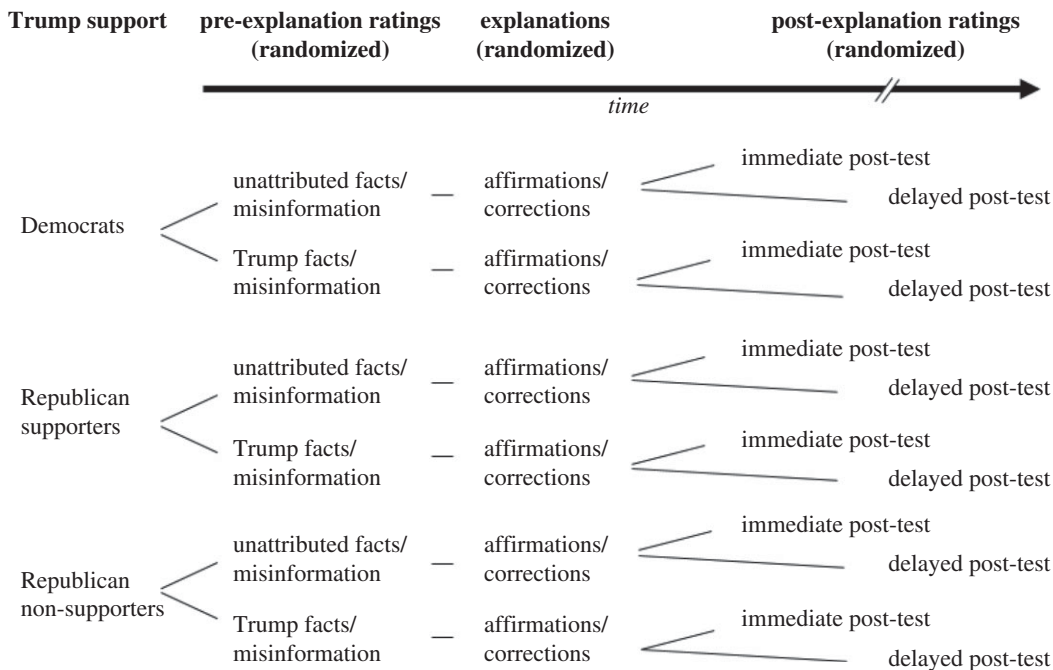 Trump support pre-explanation ratings explanations post-explanation ratings
(randomized) (randomized) (randomized)
time
immediate post-test
unattributed facts/ affirmations/
misinformation corrections
delayed post-test
Democrats
immediate post-test
Trump facts/ affirmations/
misinformation corrections
delayed post-test
immediate post-test
unattributed facts/ affirmations/
misinformation corrections
delayed post-test
Republican
supporters
immediate post-test
Trump facts/ affirmations/
misinformation corrections
delayed post-test
immediate post-test
unattributed facts/ affirmations/
misinformation corrections
delayed post-test
Republican
non-supporters
immediate post-test
Trump facts/ affirmations/
misinformation corrections
delayed post-test